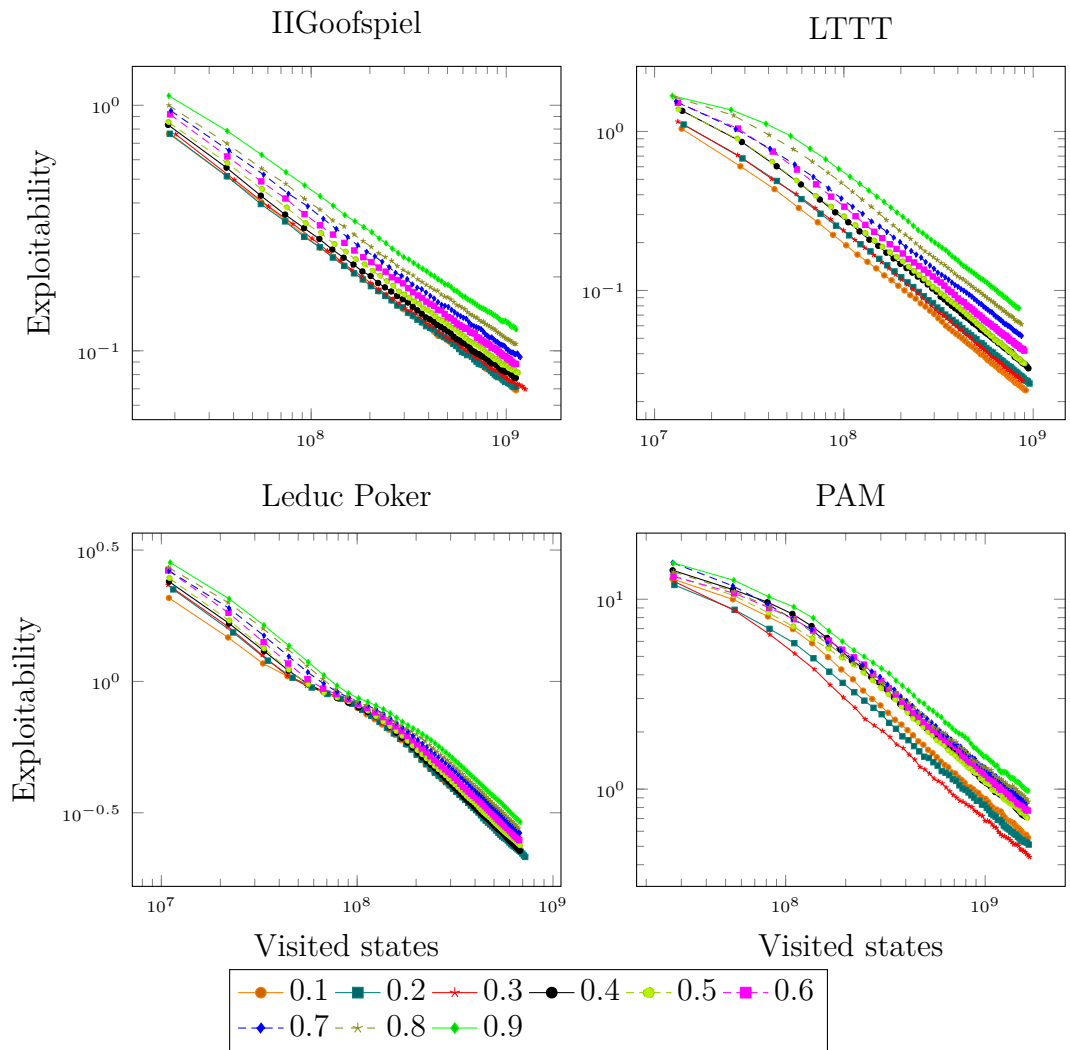 IIGoofspiel
LTTT
Exploitability
10^0
10^-1
10^8
10^9
10^0
10^-1
10^7
10^8
10^9
Leduc Poker
PAM
Exploitability
10^0.5
10^0
10^-0.5
10^7
10^8
10^9
10^1
10^0
10^8
10^9
Visited states
Visited states
0.1 0.2 0.3 0.4 0.5 0.6
0.7 0.8 0.9